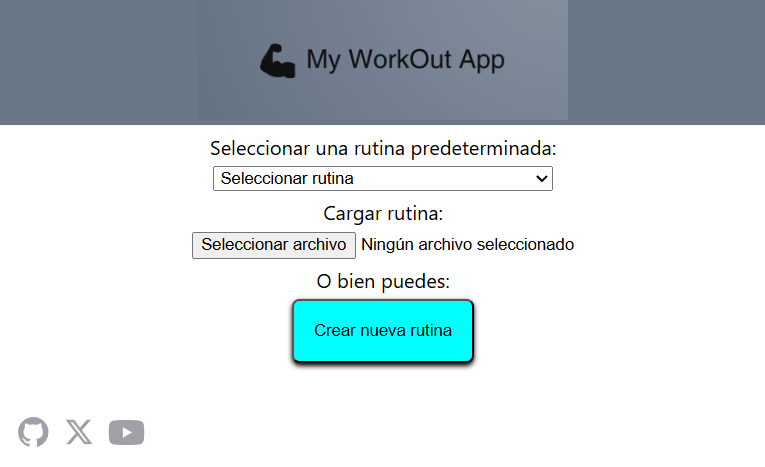 My WorkOut App
Seleccionar una rutina predeterminada:
Seleccionar rutina
Cargar rutina:
Seleccionar archivo Ningún archivo seleccionado
O bien puedes:
Crear nueva rutina